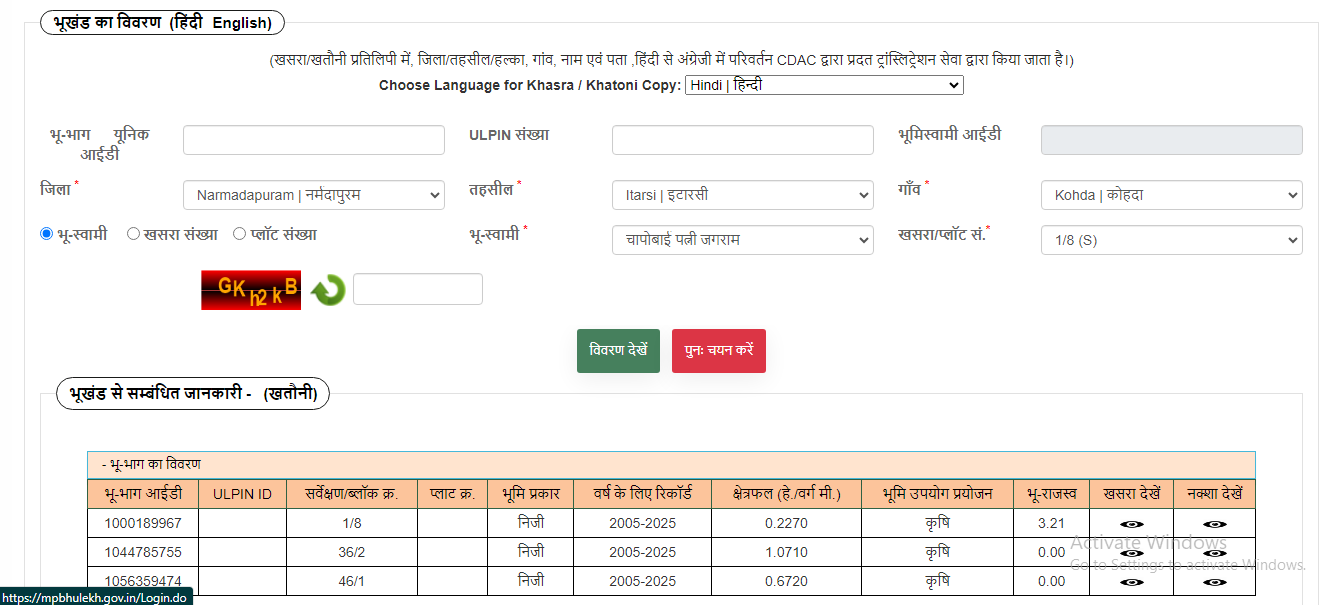 भूखंड का विवरण (हिंदी English)
(खसरा/खतौनी प्रतिलिपी में, जिला/तहसील/हल्का, गांव, नाम एवं पता ,हिंदी से अंग्रेजी में परिवर्तन CDAC द्वारा प्रदत ट्रांस्लिट्रेशन सेवा द्वारा किया जाता है।)
Choose Language for Khasra / Khatoni Copy: Hindi | हिन्दी
भू-भाग यूनिक आईडी ULPIN संख्या भूमिस्वामी आईडी
जिला * Narmadapuram | नर्मदापुरम तहसील * Itarsi | इटारसी गाँव * Kohda | कोहदा
भू-स्वामी खसरा संख्या प्लॉट संख्या भू-स्वामी * चापोबाई पत्नी जगराम खसरा/प्लॉट सं.* 1/8 (S)
GKh2kB
विवरण देखें पुनः चयन करें
भूखंड से सम्बंधित जानकारी - (खतौनी)
- भू-भाग का विवरण
भू-भाग आईडी ULPIN ID सर्वेक्षण/ब्लॉक क्र. प्लाट क्र. भूमि प्रकार वर्ष के लिए रिकॉर्ड क्षेत्रफल (हे./वर्ग मी.) भूमि उपयोग प्रयोजन भू-राजस्व खसरा देखें नक्शा देखें
1000189967 1/8 निजी 2005-2025 0.2270 कृषि 3.21
1044785755 36/2 निजी 2005-2025 1.0710 कृषि 0.00
1056359474 46/1 निजी 2005-2025 0.6720 कृषि 0.00
Activate Windows
Go to Settings to activate Windows.
https://mpbhulekh.gov.in/Login.do